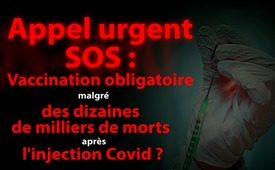 Appel urgent
SOS :
Vaccination obligatoire
malgré
des dizaines
de milliers de morts
après
l'injection Covid ?